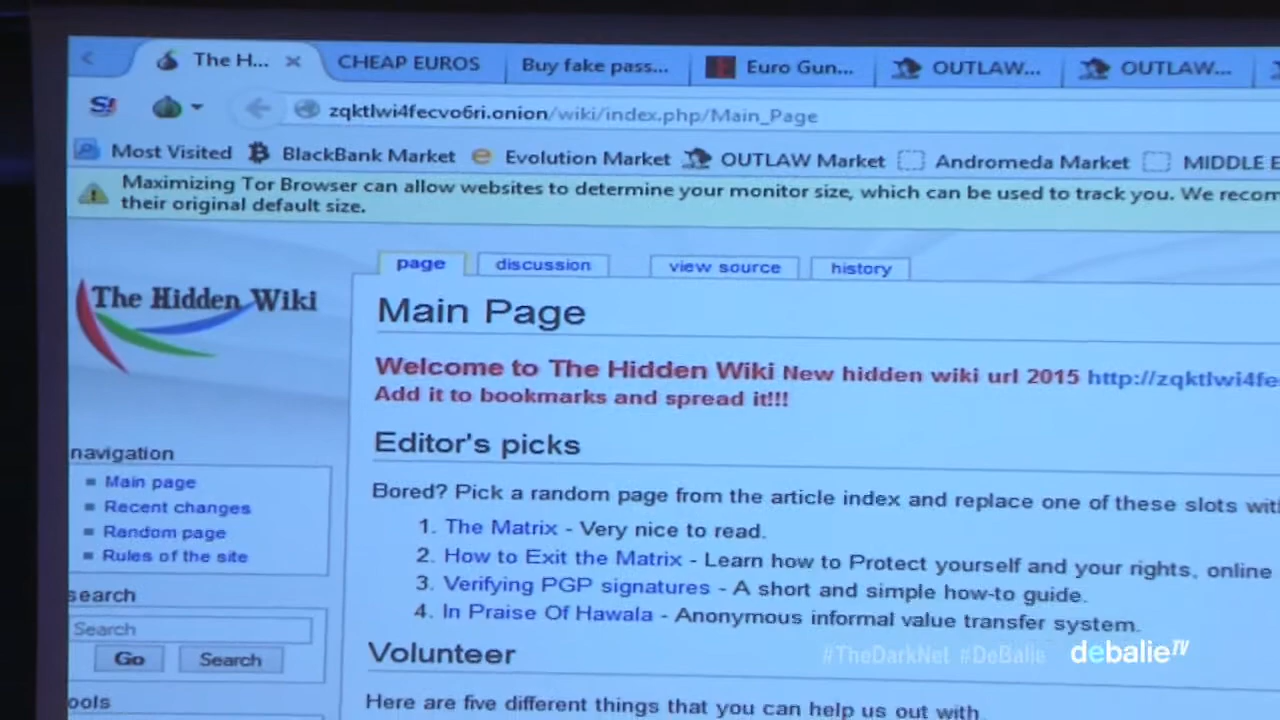 The H...
CHEAP EUROS
Buy fake pass...
Euro Gun...
OUTLAW...
OUTLAW...
S!
zqktlwi4fecvo6ri.onion/wiki/index.php/Main_Page
Most Visited
BlackBank Market
Evolution Market
OUTLAW Market
Andromeda Market
MIDDLE E
Maximizing Tor Browser can allow websites to determine your monitor size, which can be used to track you. We recom
their original default size.
page
discussion
view source
history
The Hidden Wiki
Main Page
Welcome to The Hidden Wiki New hidden wiki url 2015 http://zqktlwi4fe
Add it to bookmarks and spread it!!!
Editor's picks
Bored? Pick a random page from the article index and replace one of these slots wit
1. The Matrix - Very nice to read.
2. How to Exit the Matrix - Learn how to Protect yourself and your rights, online
3. Verifying PGP signatures - A short and simple how-to guide.
4. In Praise Of Hawala - Anonymous informal value transfer system.
Volunteer
Here are five different things that you can help us out with.
navigation
Main page
Recent changes
Random page
Rules of the site
search
Search
Go
Search
ools
#TheDarkNet #DeBalie
debalieTV